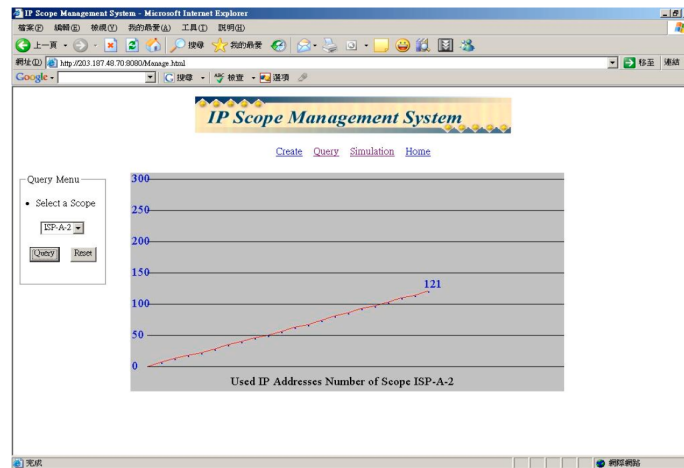 IP Scope Management System - Microsoft Internet Explorer
檔案(F) 編輯(E) 檢視(V) 我的最愛(A) 工具(T) 說明(H)
上一頁 搜尋 我的最愛
網址(D) http://203.187.48.70:8080/Manage.html 移至 連結
Google 搜尋 檢查 選項
IP Scope Management System
Create Query Simulation Home
Query Menu
• Select a Scope
ISP-A-2
Query Reset
300
250
200
150
121
100
50
0
Used IP Addresses Number of Scope ISP-A-2
完成 網際網路